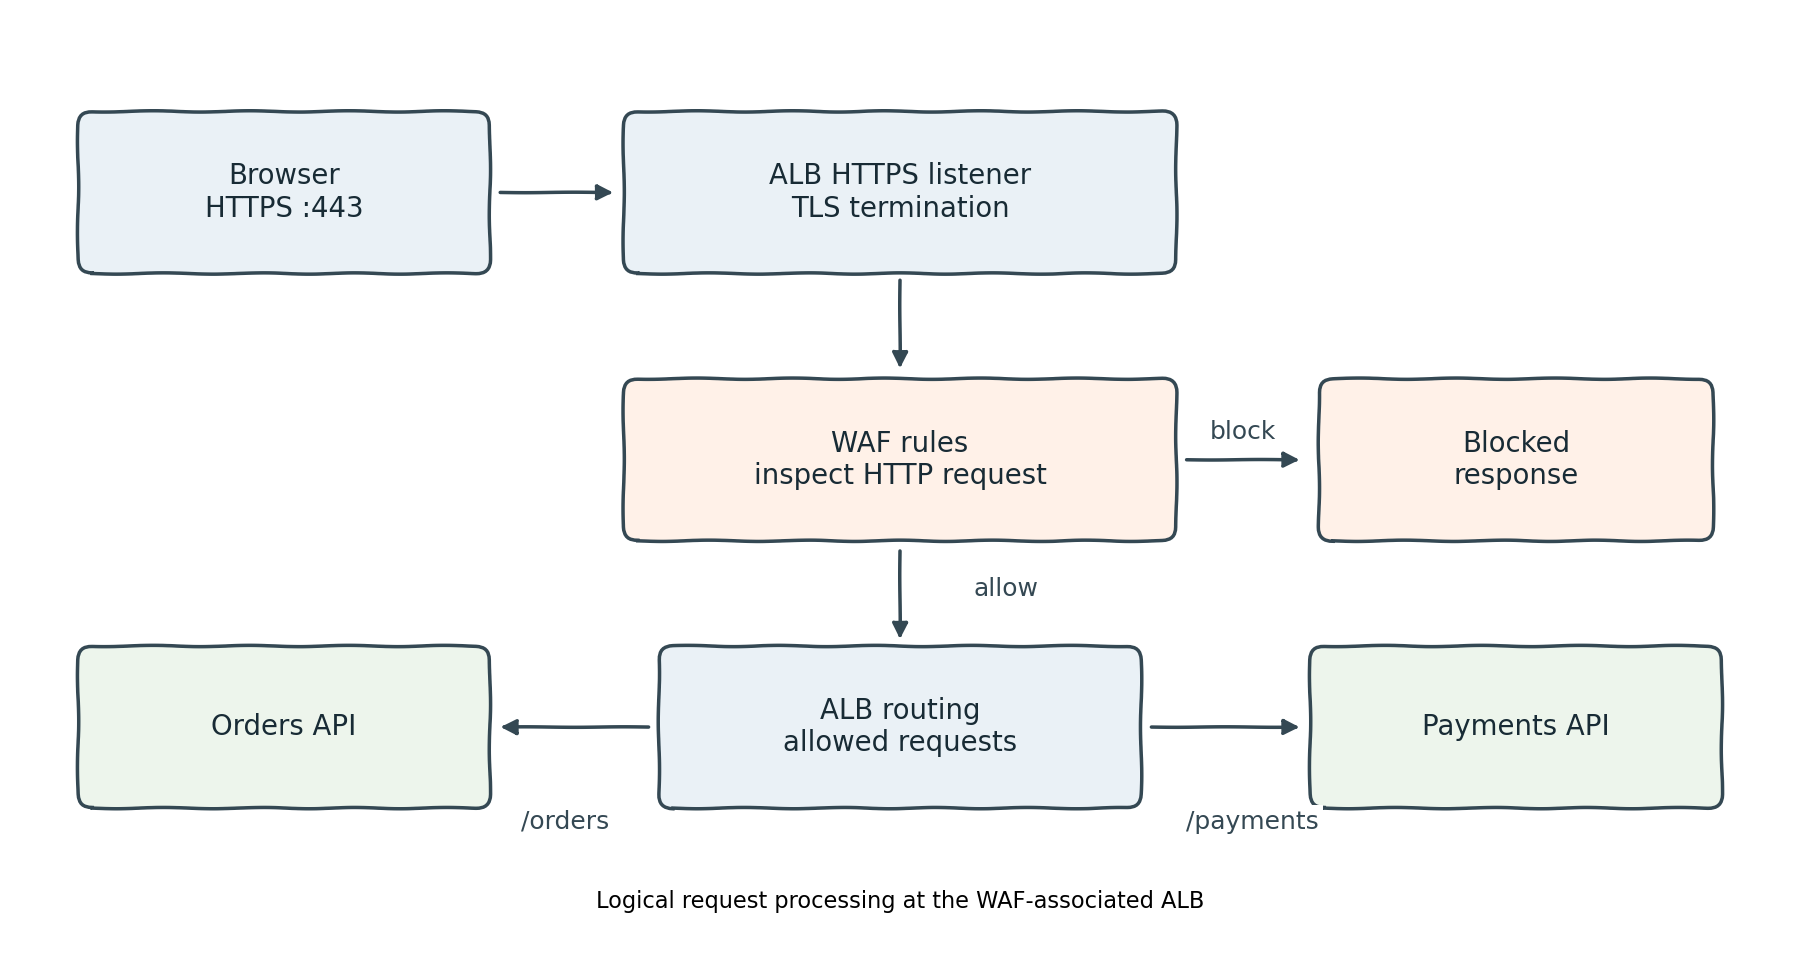 Browser
HTTPS :443
ALB HTTPS listener
TLS termination
WAF rules
inspect HTTP request
block
Blocked
response
allow
Orders API
ALB routing
allowed requests
Payments API
/orders
/payments
Logical request processing at the WAF-associated ALB